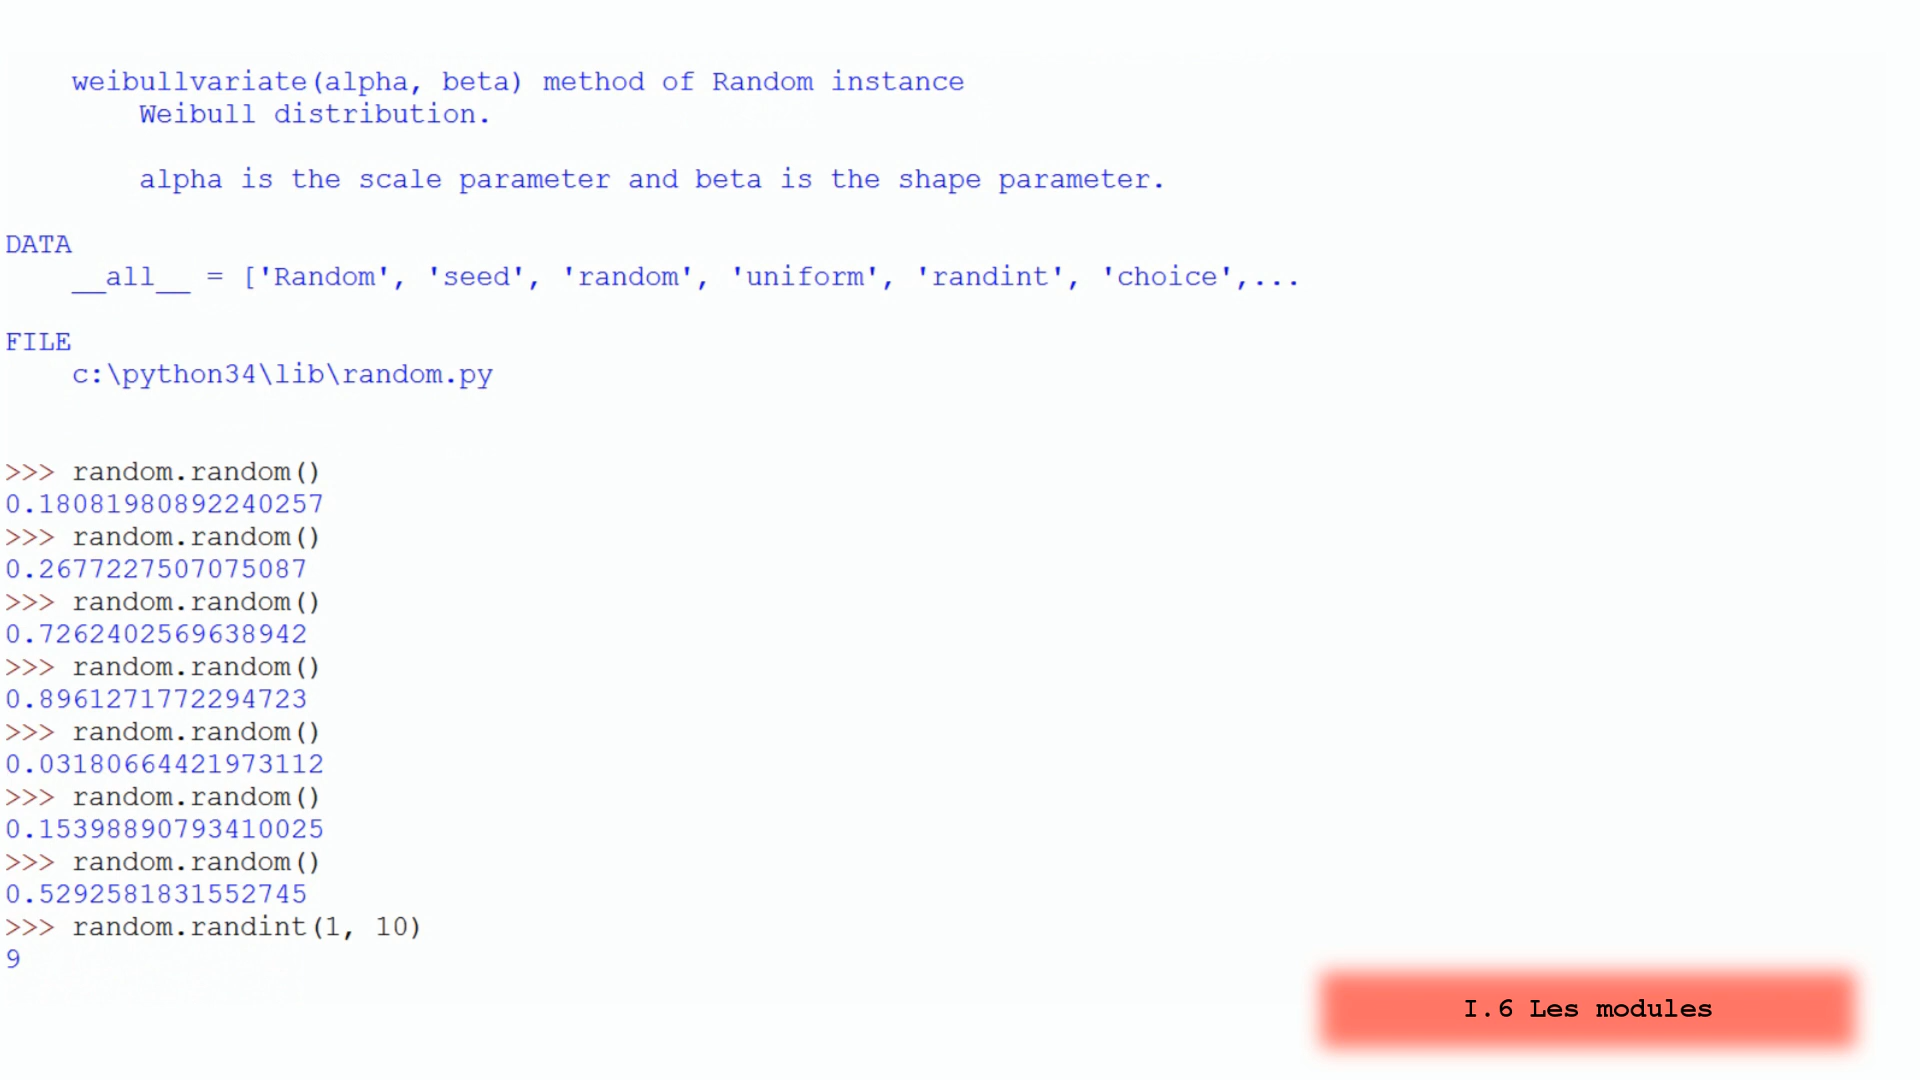 weibullvariate(alpha, beta) method of Random instance
Weibull distribution.
alpha is the scale parameter and beta is the shape parameter.
DATA
__all__ = ['Random', 'seed', 'random', 'uniform', 'randint', 'choice',...
FILE
c:\python34\lib\random.py
>>> random.random()
0.18081980892240257
>>> random.random()
0.2677227507075087
>>> random.random()
0.7262402569638942
>>> random.random()
0.8961271772294723
>>> random.random()
0.03180664421973112
>>> random.random()
0.15398890793410025
>>> random.random()
0.5292581831552745
>>> random.randint(1, 10)
9
I.6 Les modules